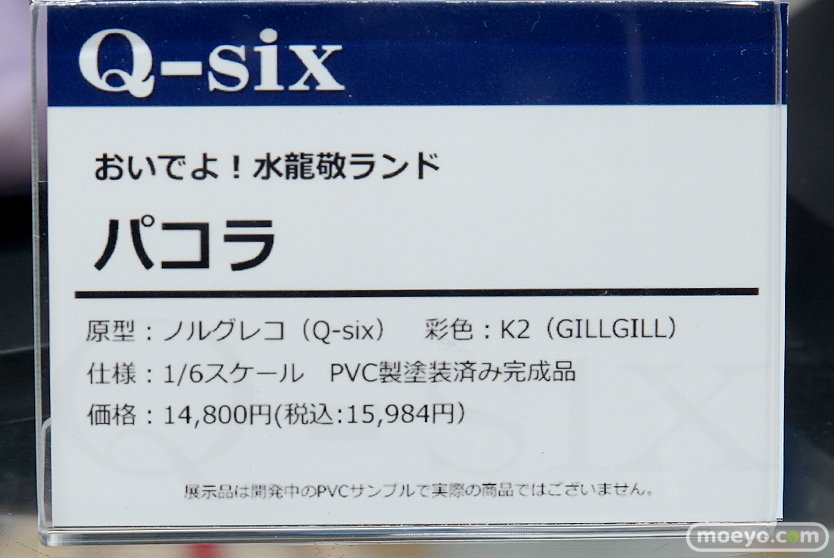 Q-six
おいでよ！水龍敬ランド
パコラ
原型：ノルグレコ（Q-six）　彩色：K2（GILLGILL）
仕様：1/6スケール　PVC製塗装済み完成品
価格：14,800円(税込:15,984円）
展示品は開発中のPVCサンプルで実際の商品ではございません。
moeyo.com